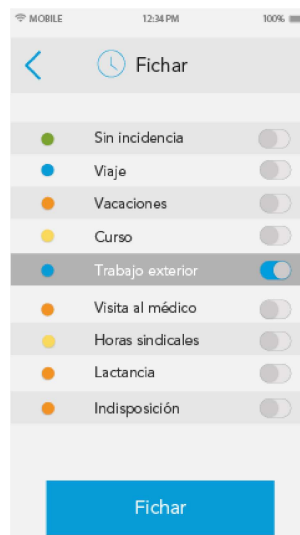 MOBILE 12:34 PM 100%
Fichar
Sin incidencia
Viaje
Vacaciones
Curso
Trabajo exterior
Visita al médico
Horas sindicales
Lactancia
Indisposición
Fichar